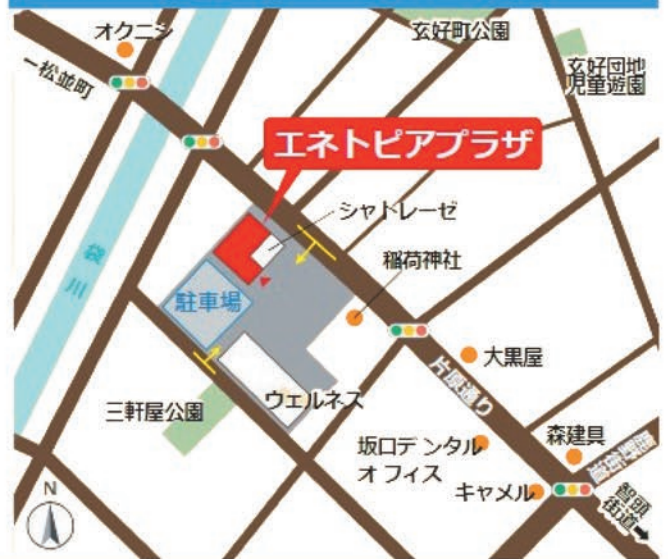 オクニシ
玄好町公園
玄好団地
児童遊園
松並町
エネトピアプラザ
シャトレーゼ
稲荷神社
袋川
駐車場
大黒屋
片原通り
三軒屋公園
ウェルネス
坂口デンタル
オフィス
森建具
キャメル
智頭
街道
N